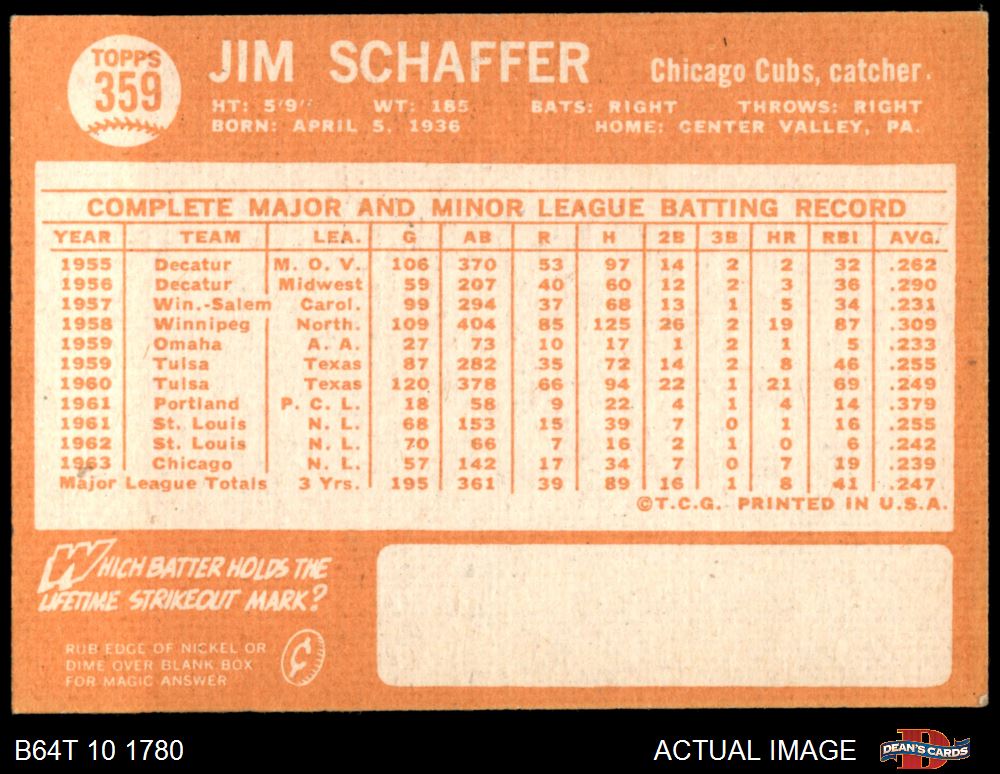 TOPPS
359
JIM SCHAFFER
Chicago Cubs, catcher.
HT: 5'9" WT: 185 BATS: RIGHT THROWS: RIGHT
BORN: APRIL 5, 1936 HOME: CENTER VALLEY, PA.
COMPLETE MAJOR AND MINOR LEAGUE BATTING RECORD
YEAR TEAM LEA. G AB R H 2B 3B HR RBI AVG.
1955 Decatur M. O. V. 106 370 53 97 14 2 2 32 .262
1956 Decatur Midwest 59 207 40 60 12 2 3 36 .290
1957 Win.-Salem Carol. 99 294 37 68 13 1 5 34 .231
1958 Winnipeg North. 109 404 85 125 26 2 19 87 .309
1959 Omaha A. A. 27 73 10 17 1 2 1 5 .233
1959 Tulsa Texas 87 282 35 72 14 2 8 46 .255
1960 Tulsa Texas 120 378 66 94 22 1 21 69 .249
1961 Portland P. C. L. 18 58 9 22 4 1 4 14 .379
1961 St. Louis N. L. 68 153 15 39 7 0 1 16 .255
1962 St. Louis N. L. 70 66 7 16 2 1 0 6 .242
1963 Chicago N. L. 57 142 17 34 7 0 7 19 .239
Major League Totals 3 Yrs. 195 361 39 89 16 1 8 41 .247
©T.C.G. PRINTED IN U.S.A.
WHICH BATTER HOLDS THE
LIFETIME STRIKEOUT MARK?
RUB EDGE OF NICKEL OR
DIME OVER BLANK BOX
FOR MAGIC ANSWER
¢
B64T 10 1780
ACTUAL IMAGE
DEAN'S CARDS